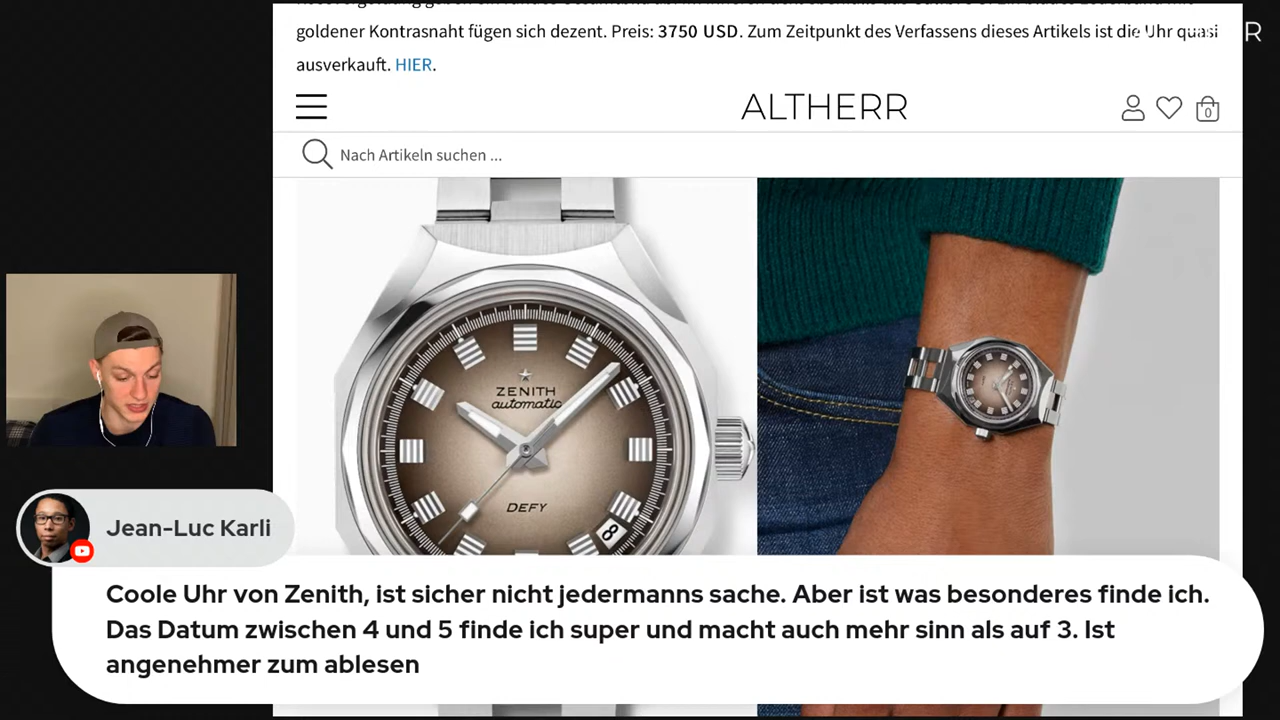 goldener Kontrasnaht fügen sich dezent. Preis: 3750 USD. Zum Zeitpunkt des Verfassens dieses Artikels ist die Uhr quasi
ausverkauft. HIER.
ALTHERR
0
Nach Artikeln suchen ...
ZENITH
automatic
DEFY
8
Jean-Luc Karli
Coole Uhr von Zenith, ist sicher nicht jedermanns sache. Aber ist was besonderes finde ich.
Das Datum zwischen 4 und 5 finde ich super und macht auch mehr sinn als auf 3. Ist
angenehmer zum ablesen